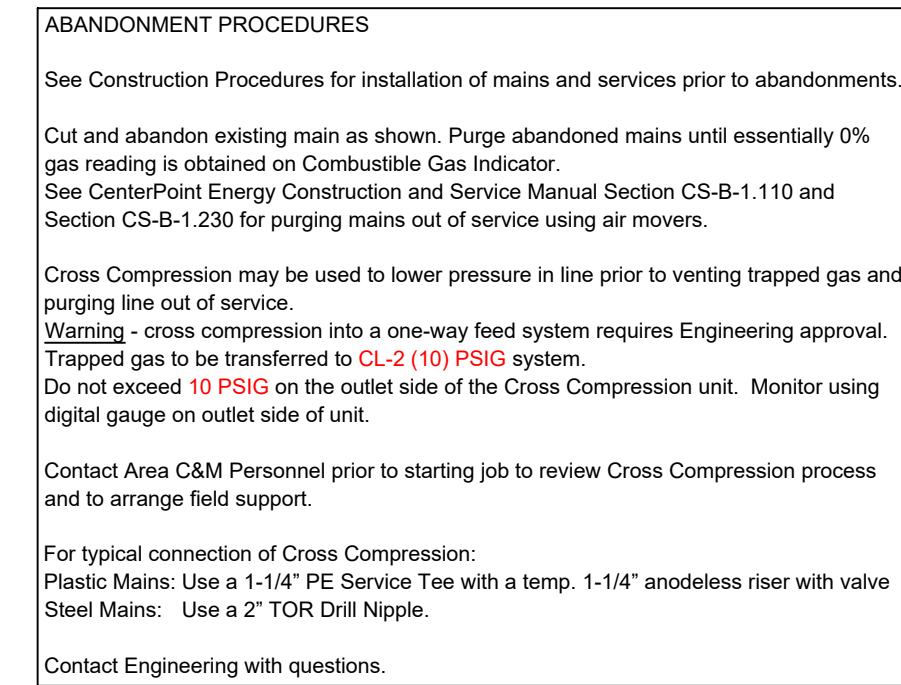 ABANDONMENT PROCEDURES
See Construction Procedures for installation of mains and services prior to abandonments.
Cut and abandon existing main as shown. Purge abandoned mains until essentially 0%
gas reading is obtained on Combustible Gas Indicator.
See CenterPoint Energy Construction and Service Manual Section CS-B-1.110 and
Section CS-B-1.230 for purging mains out of service using air movers.
Cross Compression may be used to lower pressure in line prior to venting trapped gas and
purging line out of service.
Warning - cross compression into a one-way feed system requires Engineering approval.
Trapped gas to be transferred to CL-2 (10) PSIG system.
Do not exceed 10 PSIG on the outlet side of the Cross Compression unit.  Monitor using
digital gauge on outlet side of unit.
Contact Area C&M Personnel prior to starting job to review Cross Compression process
and to arrange field support.
For typical connection of Cross Compression:
Plastic Mains: Use a 1-1/4” PE Service Tee with a temp. 1-1/4” anodeless riser with valve
Steel Mains:   Use a 2” TOR Drill Nipple.
Contact Engineering with questions.